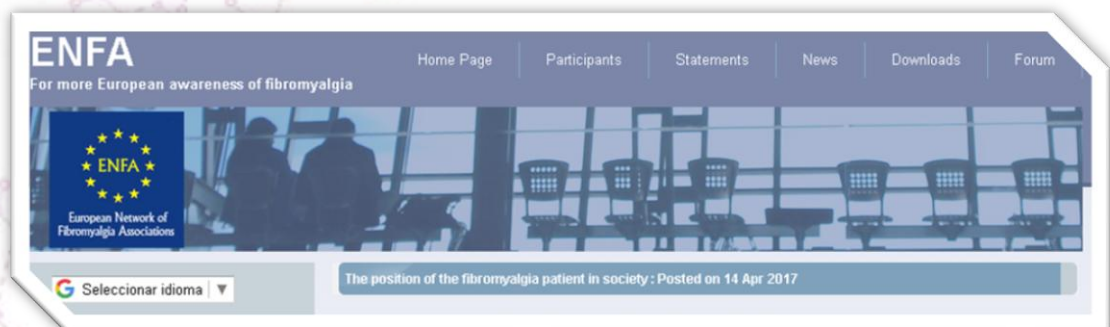 ENFA
For more European awareness of fibromyalgia
Home Page
Participants
Statements
News
Downloads
Forum
ENFA
European Network of
Fibromyalgia Associations
Seleccionar idioma ▼
The position of the fibromyalgia patient in society : Posted on 14 Apr 2017